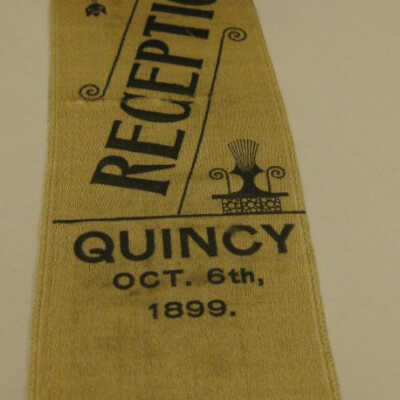 RECEPTIO
QUINCY
OCT. 6th,
1899.